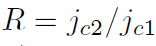 R = j_{c2}/j_{c1}